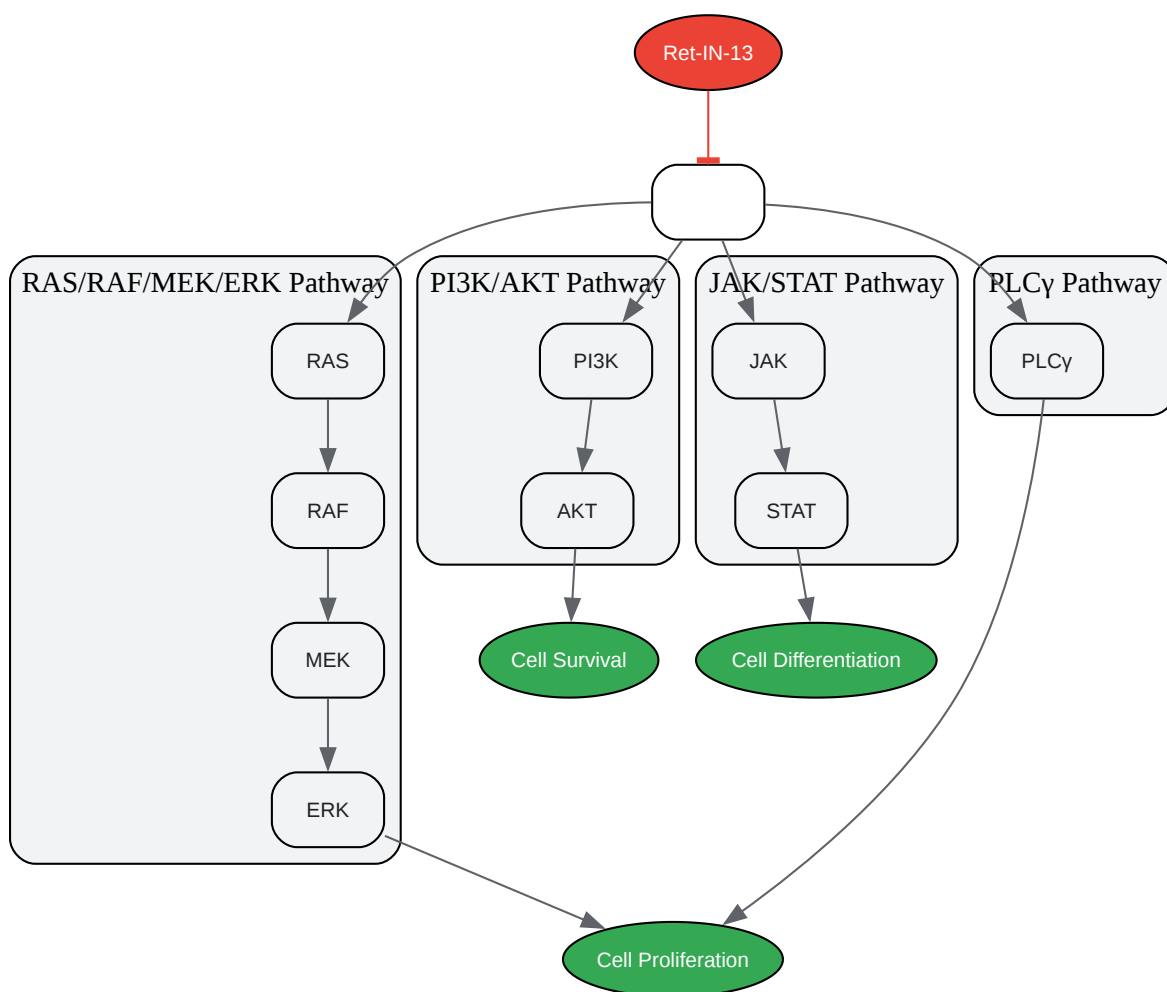 Ret-IN-13
RAS/RAF/MEK/ERK Pathway
PI3K/AKT Pathway
JAK/STAT Pathway
PLCγ Pathway
RAS
PI3K
JAK
PLCγ
RAF
AKT
STAT
MEK
Cell Survival
Cell Differentiation
ERK
Cell Proliferation